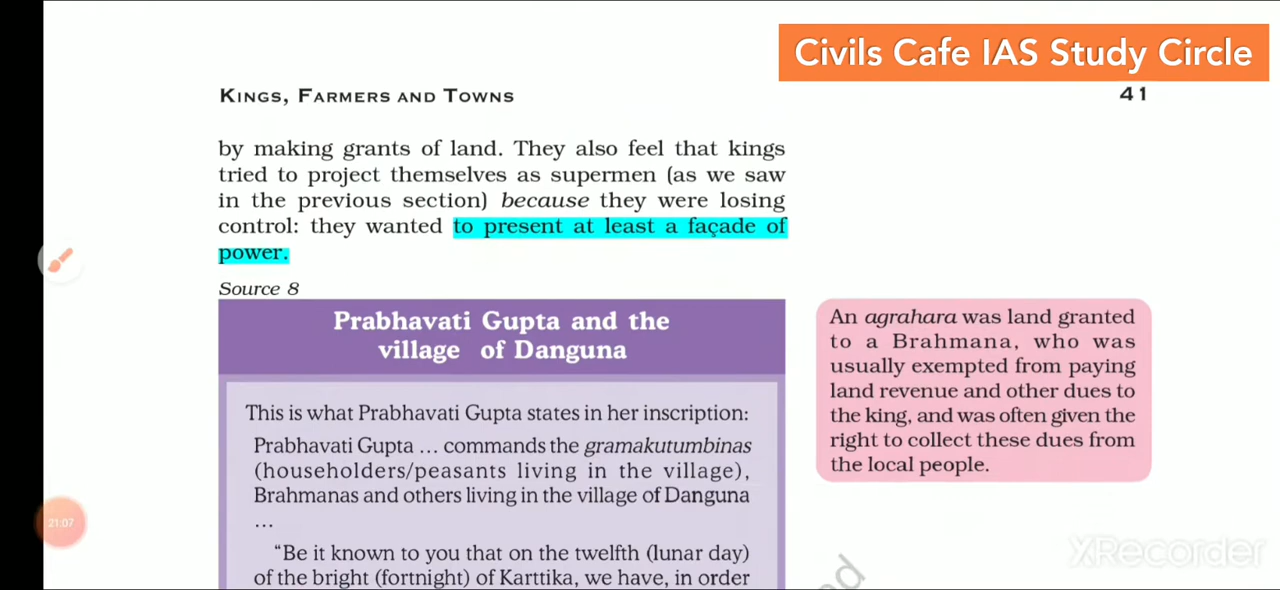 Civils Cafe IAS Study Circle
KINGS, FARMERS AND TOWNS
41
by making grants of land. They also feel that kings
tried to project themselves as supermen (as we saw
in the previous section) because they were losing
control: they wanted to present at least a façade of
power.
Source 8
Prabhavati Gupta and the
village of Danguna
This is what Prabhavati Gupta states in her inscription:
Prabhavati Gupta … commands the gramakutumbinas
(householders/peasants living in the village),
Brahmanas and others living in the village of Danguna
…
"Be it known to you that on the twelfth (lunar day)
of the bright (fortnight) of Karttika, we have, in order
An agrahara was land granted
to a Brahmana, who was
usually exempted from paying
land revenue and other dues to
the king, and was often given the
right to collect these dues from
the local people.
21:07
XRecorder